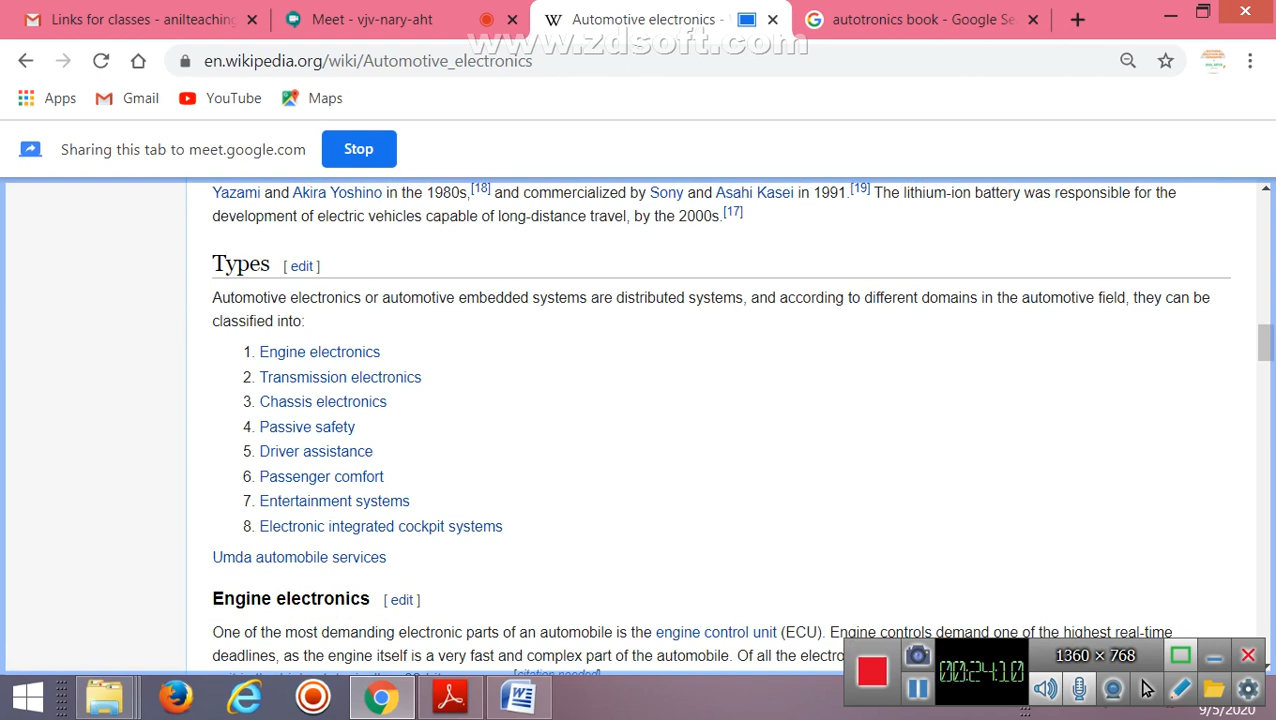 Links for classes - anilteaching
Meet - vjv-nary-aht
Automotive electronics -
autotronics book - Google Se
www.zdsoft.com
en.wikipedia.org/wiki/Automotive_electronics
Apps
Gmail
YouTube
Maps
Sharing this tab to meet.google.com
Stop
Yazami and Akira Yoshino in the 1980s,[18] and commercialized by Sony and Asahi Kasei in 1991.[19] The lithium-ion battery was responsible for the
development of electric vehicles capable of long-distance travel, by the 2000s.[17]
Types [ edit ]
Automotive electronics or automotive embedded systems are distributed systems, and according to different domains in the automotive field, they can be
classified into:
1. Engine electronics
2. Transmission electronics
3. Chassis electronics
4. Passive safety
5. Driver assistance
6. Passenger comfort
7. Entertainment systems
8. Electronic integrated cockpit systems
Umda automobile services
Engine electronics [ edit ]
One of the most demanding electronic parts of an automobile is the engine control unit (ECU). Engine controls demand one of the highest real-time
deadlines, as the engine itself is a very fast and complex part of the automobile. Of all the electro
[citation needed]
1360 × 768
00:24:10
9/5/2020